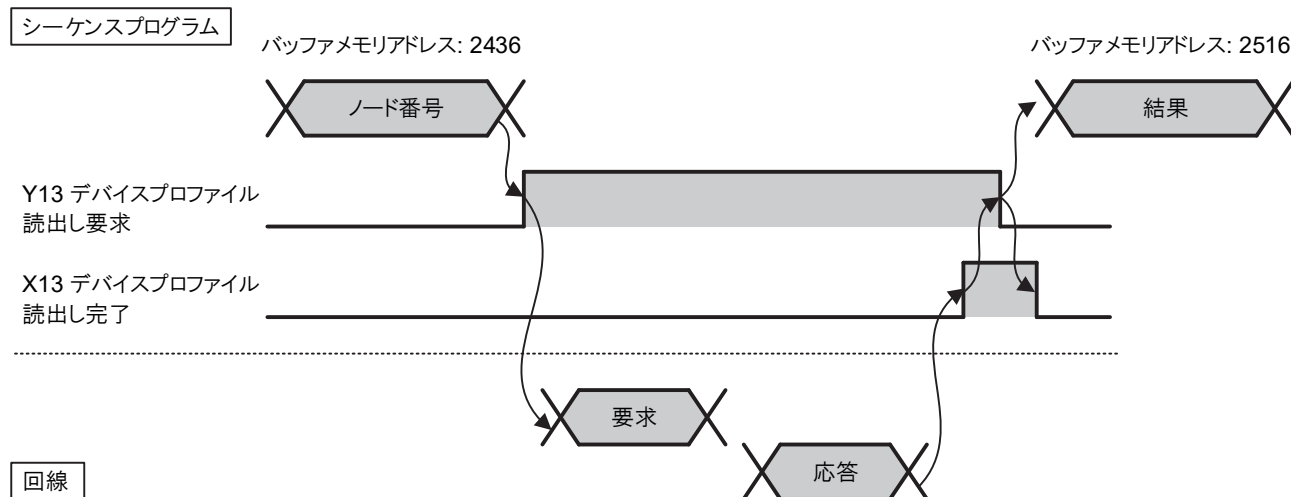 シーケンスプログラム
バッファメモリアドレス: 2436
バッファメモリアドレス: 2516
ノード番号
結果
Y13 デバイスプロファイル
読出し要求
X13 デバイスプロファイル
読出し完了
要求
応答
回線